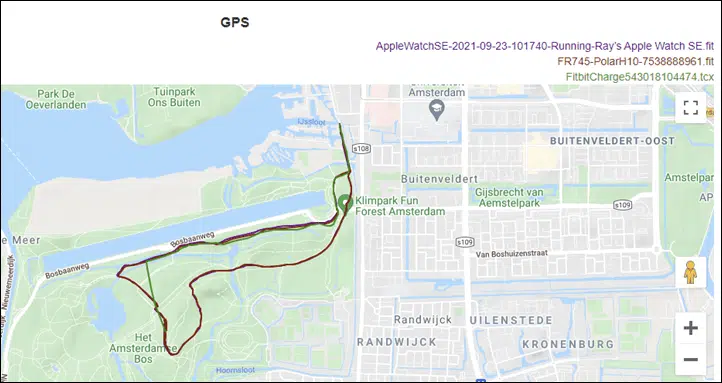 GPS
AppleWatchSE-2021-09-23-101740-Running-Ray's Apple Watch SE.fit
FR745-PolarH10-7538888961.fit
FitbitCharge543018104474.tcx
Park De
Oeverlanden
Tuinpark
Ons Buiten
IJssloot
Amsterdam
s108
BUITENVELDERT-OOST
Buitenveldert
Gijsbrecht van
Aemstelpark
Amstelpar
AP
s109
Klimpark Fun
Forest Amsterdam
e Meer
Bosbaanweg
Bosbaanweg
s109
Van Boshuizenstraat
Nieuwemeerdijk
Het
Amsterdamse
Bos
Randwijck
UILENSTEDE
RANDWIJCK
KRONENBURG
Hoornsloot